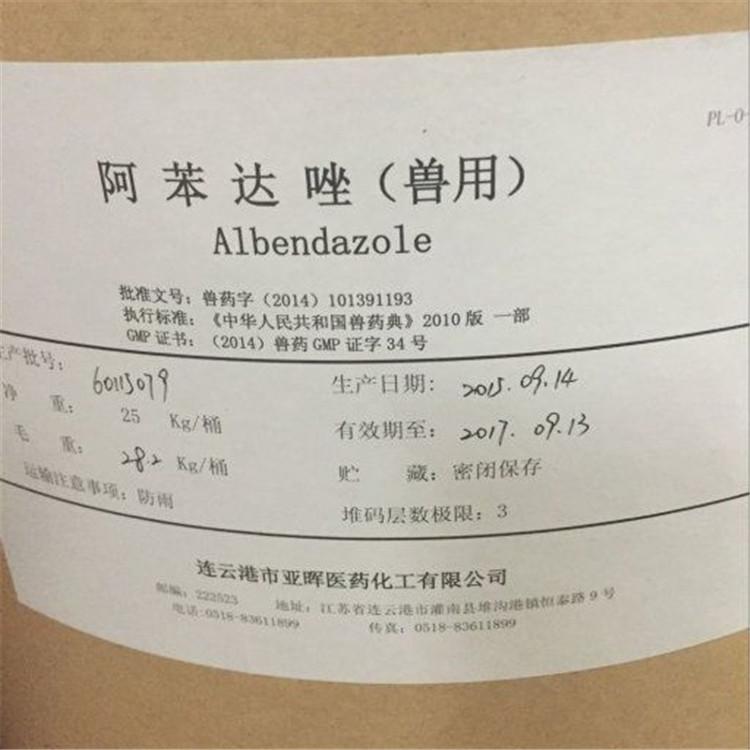 PL-0-
阿苯达唑（兽用）
Albendazole
批准文号：兽药字（2014）101391193
执行标准：《中华人民共和国兽药典》2010版 一部
GMP 证书：（2014）兽药 GMP 证字 34 号
生产批号： 60115079
生产日期： 2015.09.14
净 重： 25 Kg/桶
有效期至： 2017.09.13
毛 重： 28.2 Kg/桶
贮 藏：密闭保存
运输注意事项：防雨
堆码层数极限：3
连云港市亚晖医药化工有限公司
邮编：222523 地址：江苏省连云港市灌南县堆沟港镇恒泰路 9 号
电话:0518-83611899 传真：0518-83611899